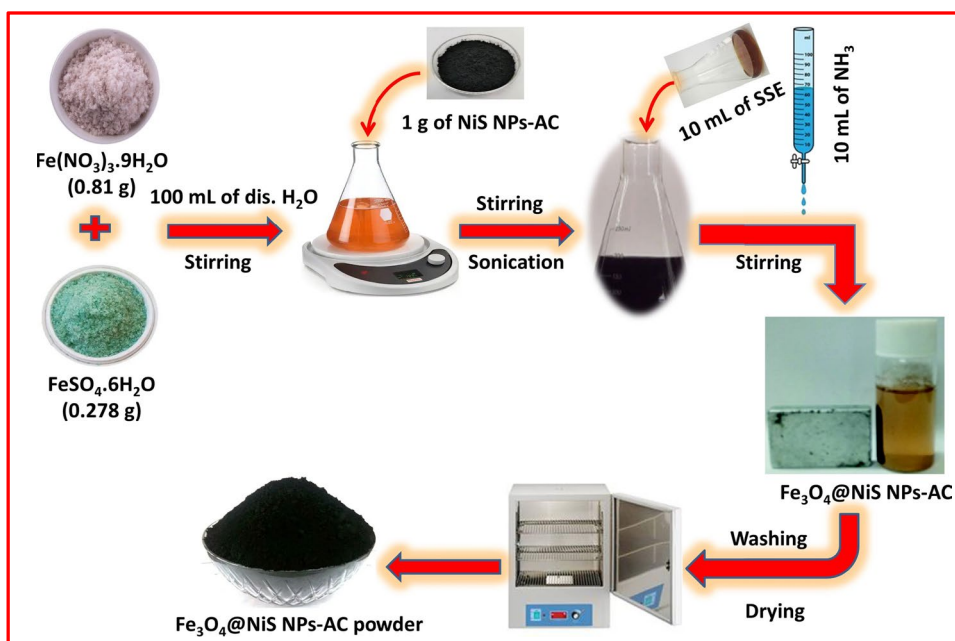 Fe(NO₃)₃.9H₂O
(0.81 g)
100 mL of dis. H₂O
Stirring
FeSO₄.6H₂O
(0.278 g)
1 g of NiS NPs-AC
Stirring
Sonication
10 mL of SSE
10 mL of NH₃
Stirring
Fe₃O₄@NiS NPs-AC
Washing
Drying
Fe₃O₄@NiS NPs-AC powder